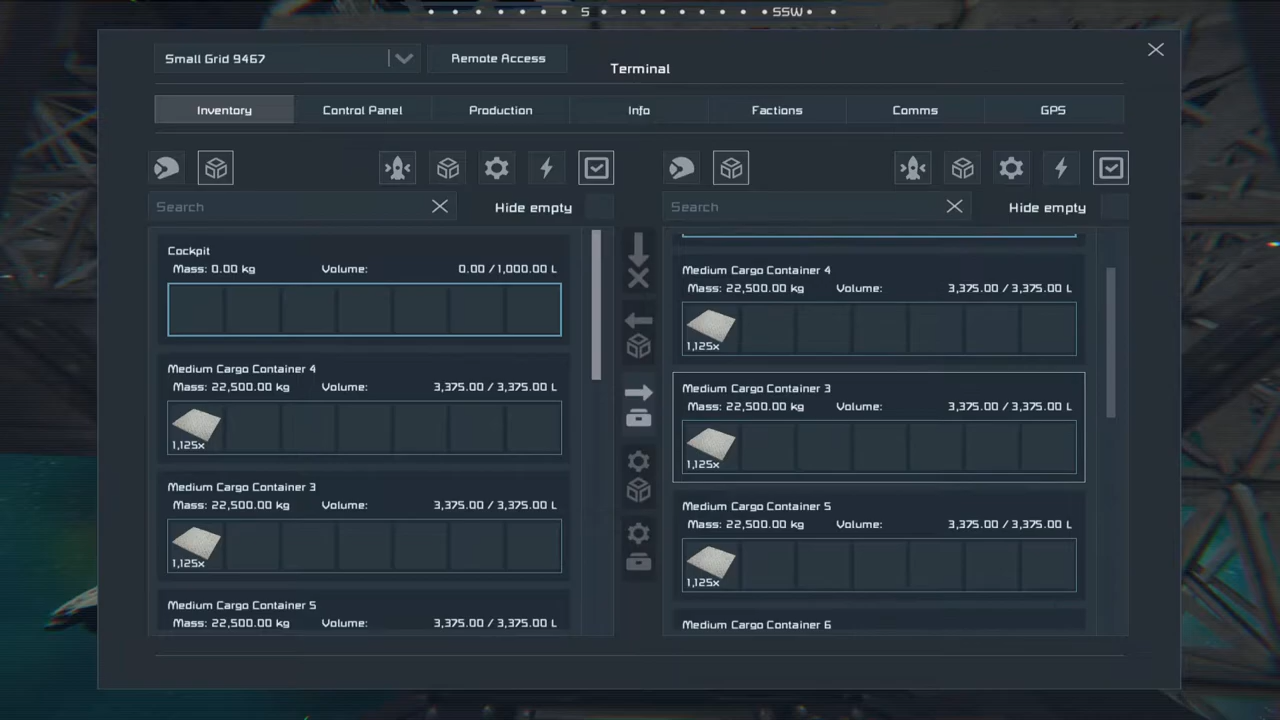 S SSW
Small Grid 9467
Remote Access
Terminal
Inventory
Control Panel
Production
Info
Factions
Comms
GPS
Search
Hide empty
Cockpit
Mass: 0.00 kg Volume: 0.00 / 1,000.00 L
Medium Cargo Container 4
Mass: 22,500.00 kg Volume: 3,375.00 / 3,375.00 L
1,125x
Medium Cargo Container 3
Mass: 22,500.00 kg Volume: 3,375.00 / 3,375.00 L
1,125x
Medium Cargo Container 5
Mass: 22,500.00 kg Volume: 3,375.00 / 3,375.00 L
Search
Hide empty
Medium Cargo Container 4
Mass: 22,500.00 kg Volume: 3,375.00 / 3,375.00 L
1,125x
Medium Cargo Container 3
Mass: 22,500.00 kg Volume: 3,375.00 / 3,375.00 L
1,125x
Medium Cargo Container 5
Mass: 22,500.00 kg Volume: 3,375.00 / 3,375.00 L
1,125x
Medium Cargo Container 6